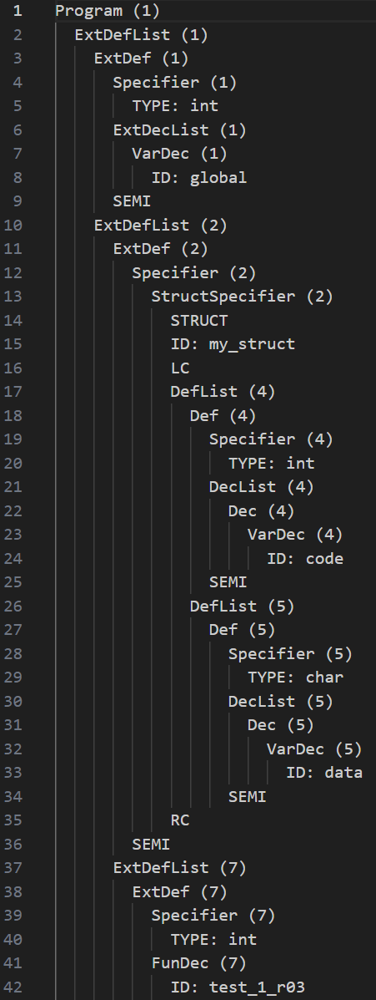 1 Program (1)
2 ExtDefList (1)
3 ExtDef (1)
4 Specifier (1)
5 TYPE: int
6 ExtDecList (1)
7 VarDec (1)
8 ID: global
9 SEMI
10 ExtDefList (2)
11 ExtDef (2)
12 Specifier (2)
13 StructSpecifier (2)
14 STRUCT
15 ID: my_struct
16 LC
17 DefList (4)
18 Def (4)
19 Specifier (4)
20 TYPE: int
21 DecList (4)
22 Dec (4)
23 VarDec (4)
24 ID: code
25 SEMI
26 DefList (5)
27 Def (5)
28 Specifier (5)
29 TYPE: char
30 DecList (5)
31 Dec (5)
32 VarDec (5)
33 ID: data
34 SEMI
35 RC
36 SEMI
37 ExtDefList (7)
38 ExtDef (7)
39 Specifier (7)
40 TYPE: int
41 FunDec (7)
42 ID: test_1_r03